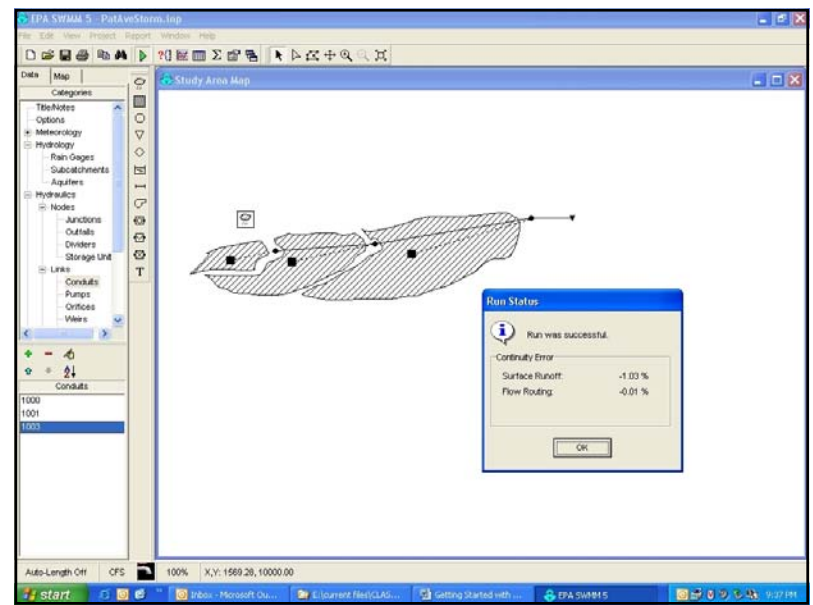 EPA SWMM 5 - PatAveStorm.inp
File Edit View Project Report Window Help
Data Map
Study Area Map
Categories
Title/Notes
Options
Meteorology
Hydrology
Rain Gages
Subcatchments
Aquifers
Hydraulics
Nodes
Junctions
Outfalls
Dividers
Storage Unit
Links
Conduits
Pumps
Orifices
Weirs
Conduits
1000
1001
1003
T
Run Status
Run was successful.
Continuity Error
Surface Runoff: -1.03 %
Flow Routing: -0.01 %
OK
Auto-Length Off CFS 100% X,Y: 1569.28, 10000.00
start Inbox - Microsoft Ou... E:\current files\CLAS... Getting Started with ... EPA SWMM 5 9:37 PM